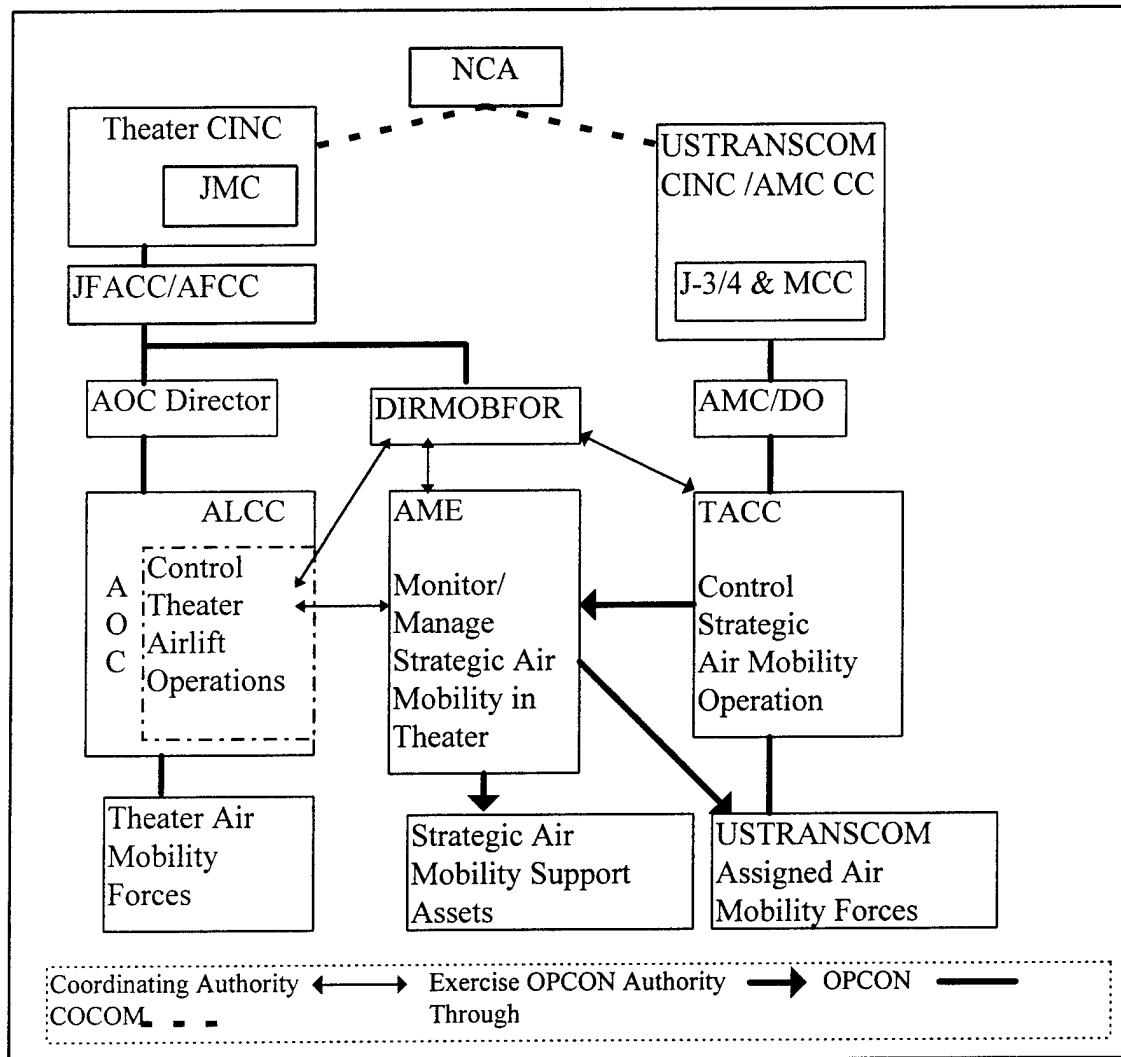 NCA
Theater CINC
JMC
USTRANSCOM
CINC /AMC CC
J-3/4 & MCC
JFACC/AFCC
AOC Director
DIRMOBFOR
AMC/DO
ALCC
A
O
C
Control
Theater
Airlift
Operations
AME
Monitor/
Manage
Strategic Air
Mobility in
Theater
TACC
Control
Strategic
Air Mobility
Operation
Theater Air
Mobility
Forces
Strategic Air
Mobility Support
Assets
USTRANSCOM
Assigned Air
Mobility Forces
Coordinating Authority
Exercise OPCON Authority
Through
OPCON
COCOM